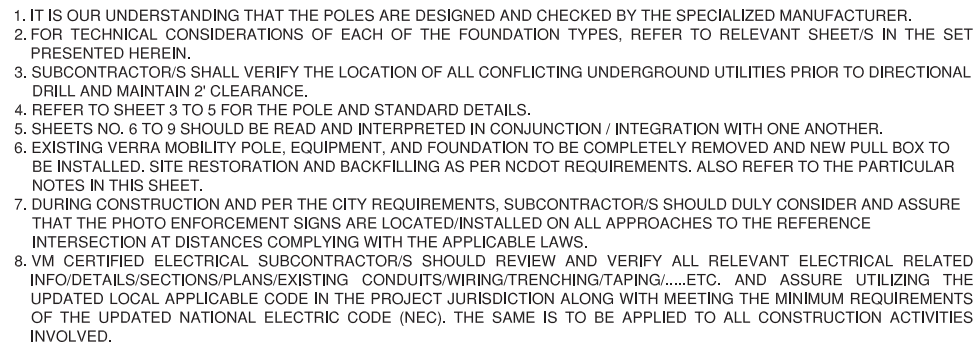 1. IT IS OUR UNDERSTANDING THAT THE POLES ARE DESIGNED AND CHECKED BY THE SPECIALIZED MANUFACTURER.
2. FOR TECHNICAL CONSIDERATIONS OF EACH OF THE FOUNDATION TYPES, REFER TO RELEVANT SHEET/S IN THE SET
PRESENTED HEREIN.
3. SUBCONTRACTOR/S SHALL VERIFY THE LOCATION OF ALL CONFLICTING UNDERGROUND UTILITIES PRIOR TO DIRECTIONAL
DRILL AND MAINTAIN 2' CLEARANCE.
4. REFER TO SHEET 3 TO 5 FOR THE POLE AND STANDARD DETAILS.
5. SHEETS NO. 6 TO 9 SHOULD BE READ AND INTERPRETED IN CONJUNCTION / INTEGRATION WITH ONE ANOTHER.
6. EXISTING VERRA MOBILITY POLE, EQUIPMENT, AND FOUNDATION TO BE COMPLETELY REMOVED AND NEW PULL BOX TO
BE INSTALLED. SITE RESTORATION AND BACKFILLING AS PER NCDOT REQUIREMENTS. ALSO REFER TO THE PARTICULAR
NOTES IN THIS SHEET.
7. DURING CONSTRUCTION AND PER THE CITY REQUIREMENTS, SUBCONTRACTOR/S SHOULD DULY CONSIDER AND ASSURE
THAT THE PHOTO ENFORCEMENT SIGNS ARE LOCATED/INSTALLED ON ALL APPROACHES TO THE REFERENCE
INTERSECTION AT DISTANCES COMPLYING WITH THE APPLICABLE LAWS.
8. VM CERTIFIED ELECTRICAL SUBCONTRACTOR/S SHOULD REVIEW AND VERIFY ALL RELEVANT ELECTRICAL RELATED
INFO/DETAILS/SECTIONS/PLANS/EXISTING CONDUITS/WIRING/TRENCHING/TAPING/.....ETC. AND ASSURE UTILIZING THE
UPDATED LOCAL APPLICABLE CODE IN THE PROJECT JURISDICTION ALONG WITH MEETING THE MINIMUM REQUIREMENTS
OF THE UPDATED NATIONAL ELECTRIC CODE (NEC). THE SAME IS TO BE APPLIED TO ALL CONSTRUCTION ACTIVITIES
INVOLVED.